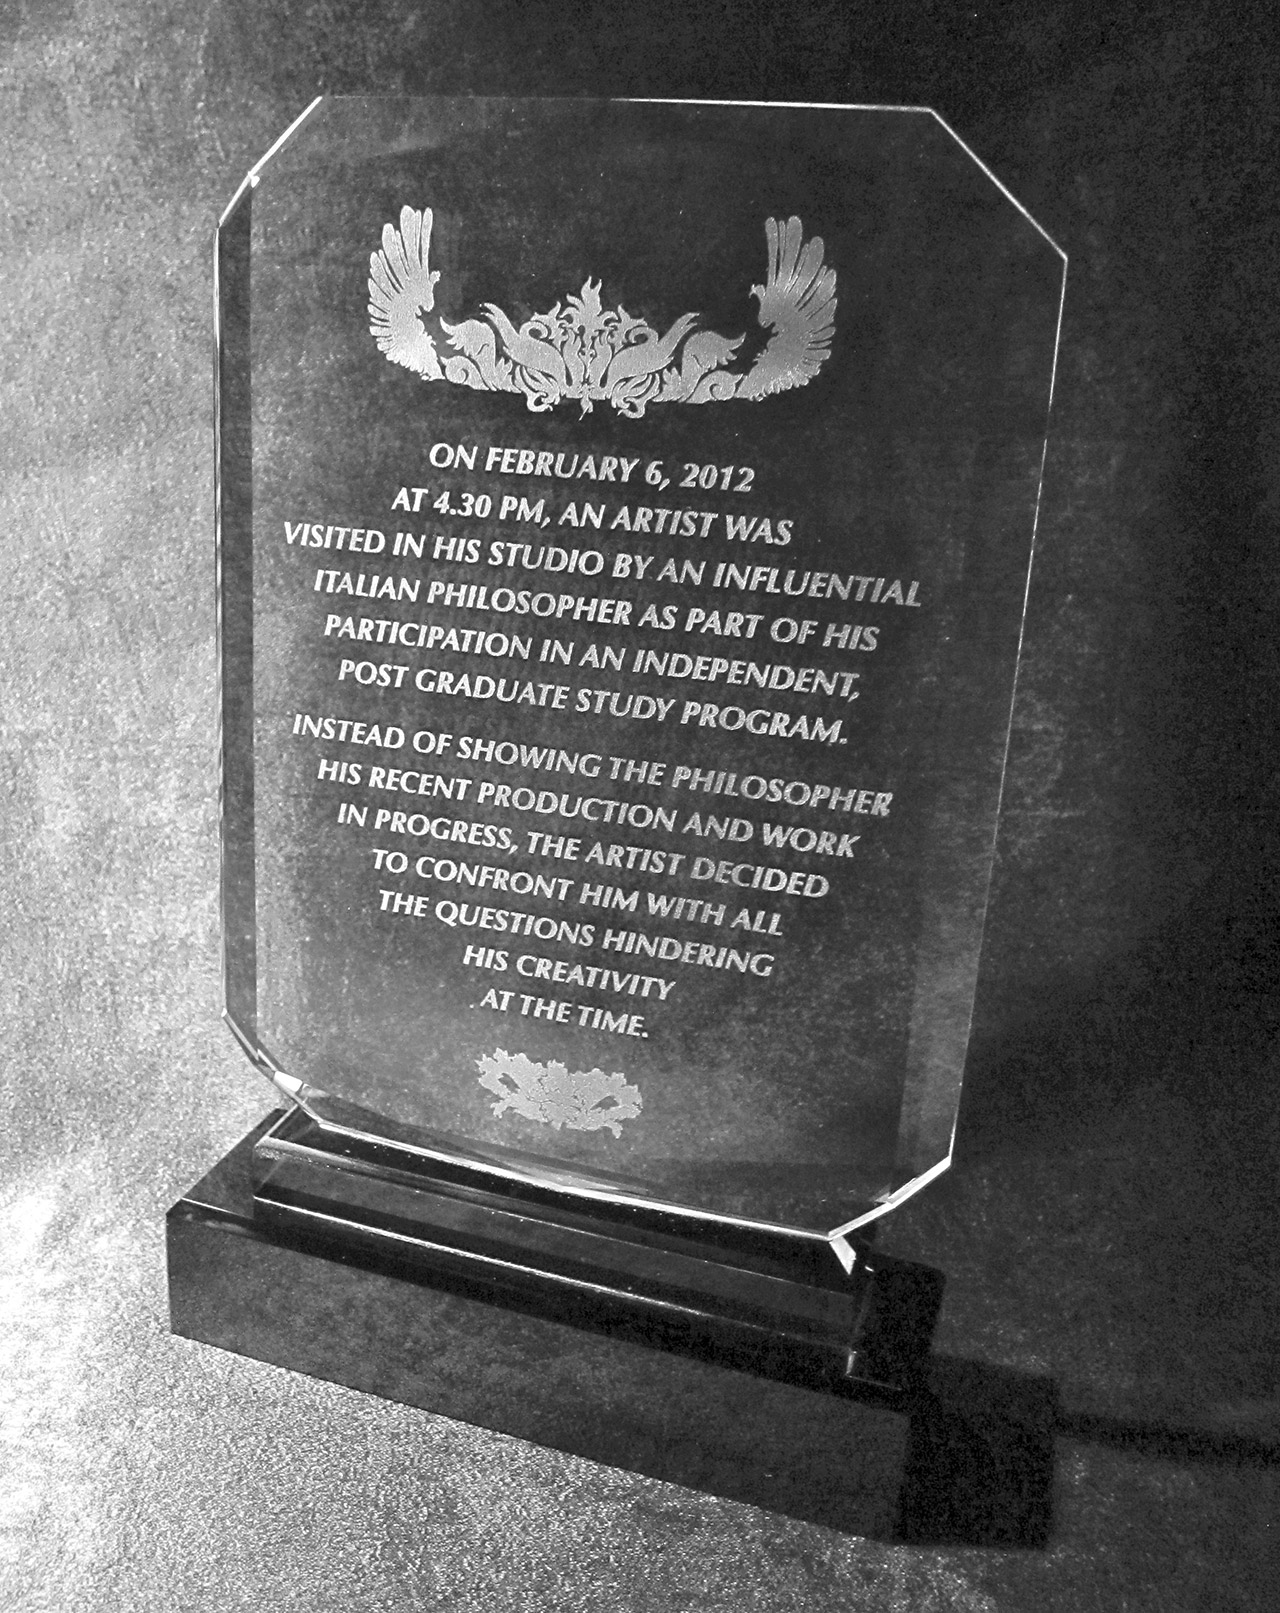 ON FEBRUARY 6, 2012
AT 4.30 PM, AN ARTIST WAS
VISITED IN HIS STUDIO BY AN INFLUENTIAL
ITALIAN PHILOSOPHER AS PART OF HIS
PARTICIPATION IN AN INDEPENDENT,
POST GRADUATE STUDY PROGRAM.
INSTEAD OF SHOWING THE PHILOSOPHER
HIS RECENT PRODUCTION AND WORK
IN PROGRESS, THE ARTIST DECIDED
TO CONFRONT HIM WITH ALL
THE QUESTIONS HINDERING
HIS CREATIVITY
AT THE TIME.